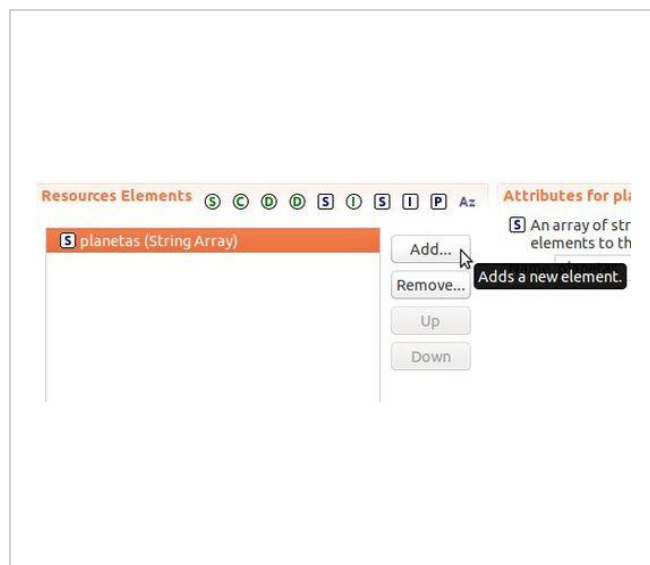 Resources Elements S C D D S I S I P Az
Attributes for pla
S An array of str
elements to th
S planetas (String Array)
Add...
Adds a new element.
Remove...
Up
Down